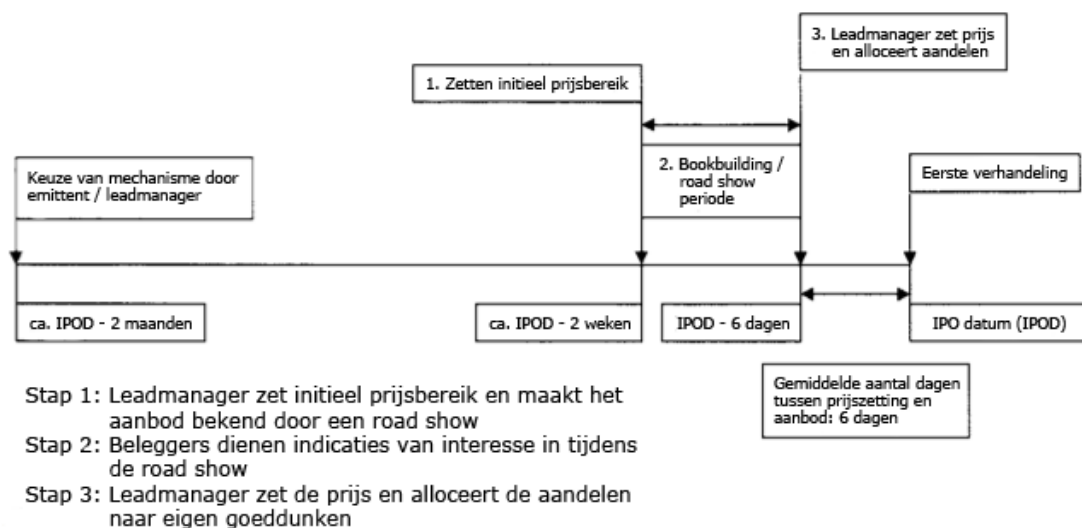 3. Leadmanager zet prijs
en alloceert aandelen
1. Zetten initieel prijsbereik
Keuze van mechanisme door
emittent / leadmanager
2. Bookbuilding /
road show
periode
Eerste verhandeling
ca. IPOD - 2 maanden
ca. IPOD - 2 weken
IPOD - 6 dagen
IPO datum (IPOD)
Gemiddelde aantal dagen
tussen prijszetting en
aanbod: 6 dagen
Stap 1: Leadmanager zet initieel prijsbereik en maakt het
aanbod bekend door een road show
Stap 2: Beleggers dienen indicaties van interesse in tijdens
de road show
Stap 3: Leadmanager zet de prijs en alloceert de aandelen
naar eigen goeddunken